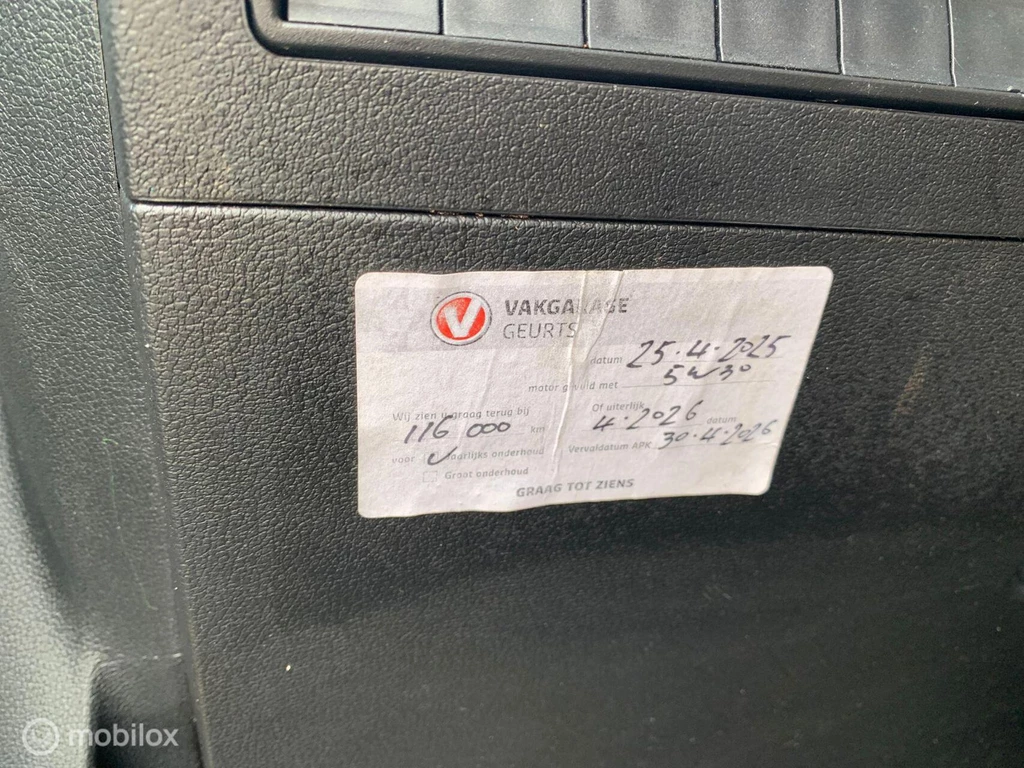 V VAKGARAGE
GEURTS
datum 25.4.2025
motor gevuld met 5W30
Wij zien u graag terug bij
116 000 km
Of uiterlijk
4.2026 datum
voor Jaarlijks onderhoud
Vervaldatum APK 30.4.2026
Groot onderhoud
GRAAG TOT ZIENS
mobilox